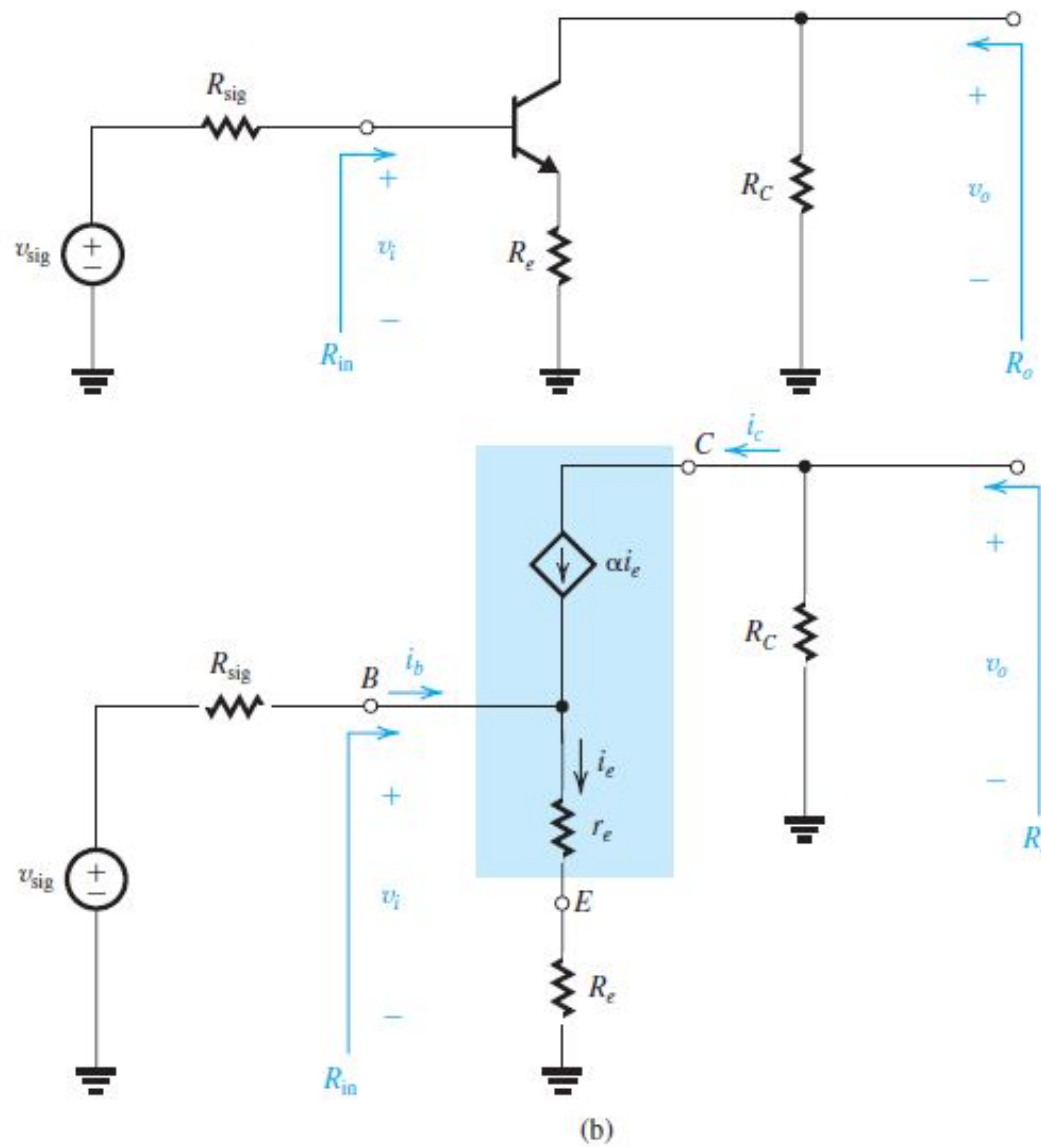 R_sig
+
R_C
v_o
v_sig
+
−
+
v_i
−
R_e
−
R_in
R_o
i_c
C
αi_e
+
R_C
v_o
−
R_sig
B
i_b
i_e
+
r_e
v_sig
+
−
v_i
E
R_e
−
R_in
(b)